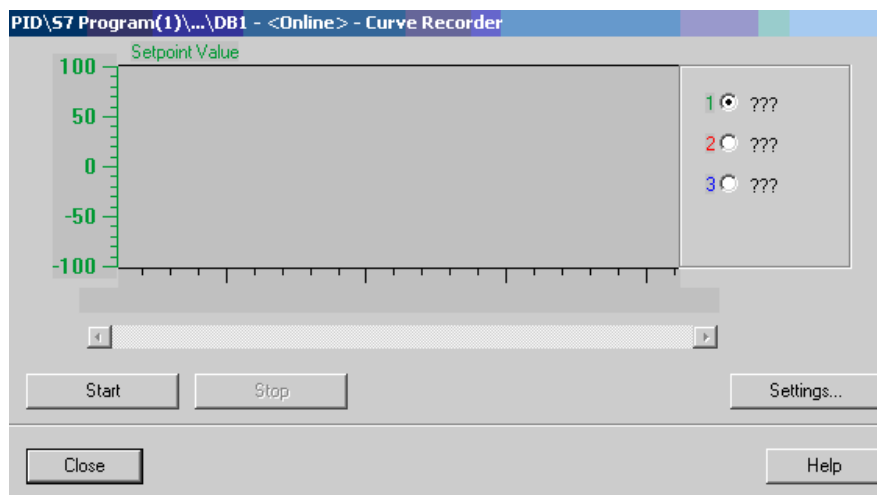 PID\S7 Program(1)\...\DB1 - <Online> - Curve Recorder
Setpoint Value
100
50
0
-50
-100
1 ???
2 ???
3 ???
Start Stop Settings...
Close Help